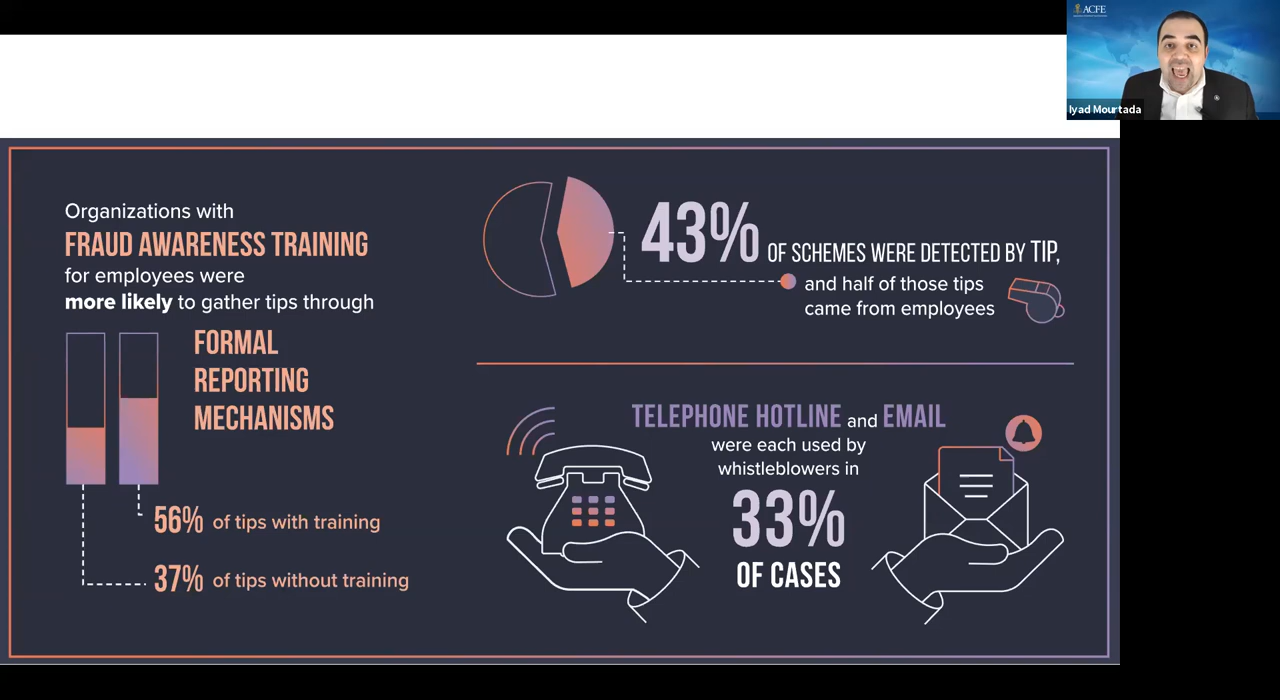 ACFE
Iyad Mourtada
Organizations with
FRAUD AWARENESS TRAINING
for employees were
more likely to gather tips through
FORMAL
REPORTING
MECHANISMS
56% of tips with training
37% of tips without training
43% OF SCHEMES WERE DETECTED BY TIP,
and half of those tips
came from employees
TELEPHONE HOTLINE and EMAIL
were each used by
whistleblowers in
33%
OF CASES